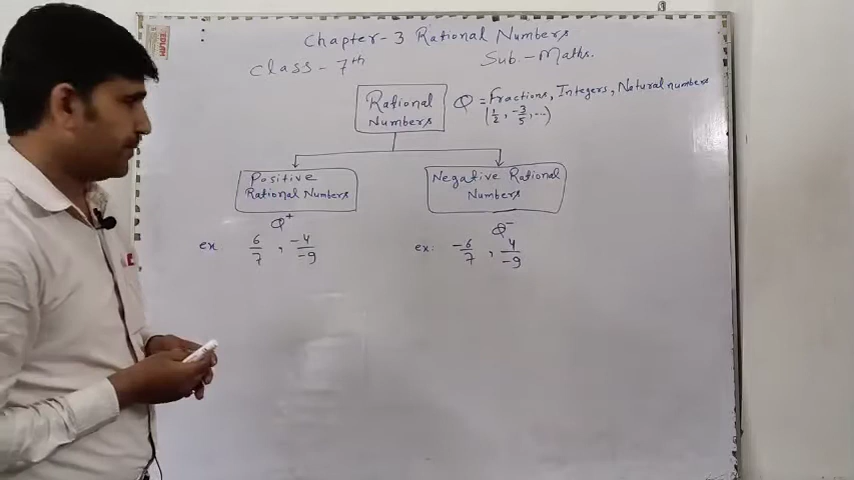 Chapter-3 Rational Numbers
Class-7th Sub.-Maths.
Rational Numbers
Q = Fractions, Integers, Natural numbers
(1/2, -3/5, ...)
Positive
Rational Numbers
Negative Rational
Numbers
Q+
Q-
ex 6/7, -4/-9
ex: -6/7, 4/-9